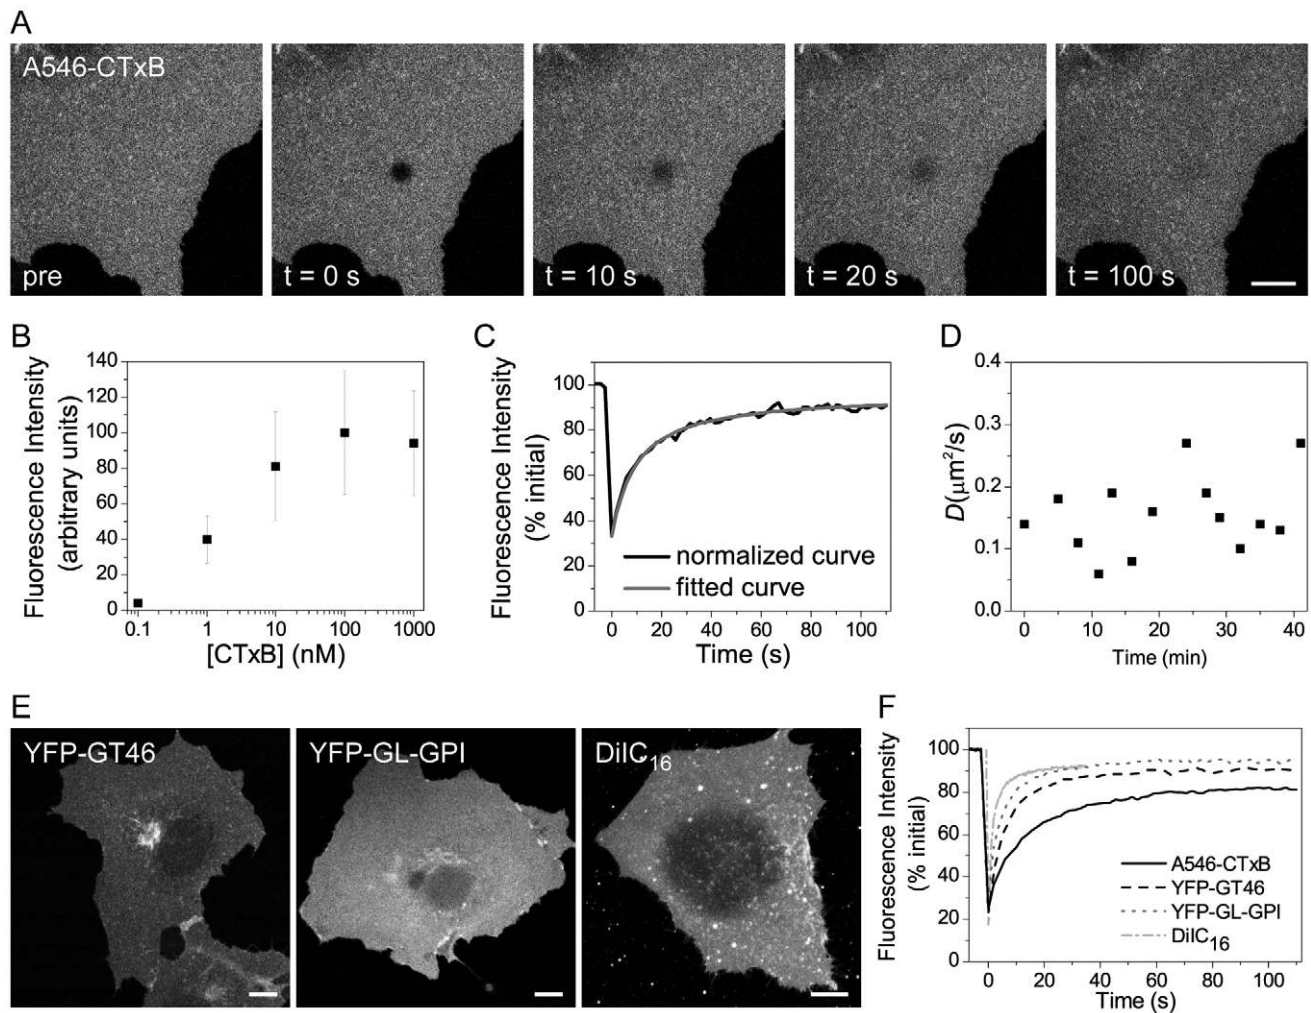 A
A546-CTxB
pre
t = 0 s
t = 10 s
t = 20 s
t = 100 s
B
Fluorescence Intensity
(arbitrary units)
140
120
100
80
60
40
20
0
0.1 1 10 100 1000
[CTxB] (nM)
C
Fluorescence Intensity
(% initial)
100
80
60
40
20
0
normalized curve
fitted curve
0 20 40 60 80 100
Time (s)
D
D(μm²/s)
0.4
0.3
0.2
0.1
0.0
0 10 20 30 40
Time (min)
E
YFP-GT46
YFP-GL-GPI
DiIC₁₆
F
Fluorescence Intensity
(% initial)
100
80
60
40
20
0
A546-CTxB
YFP-GT46
YFP-GL-GPI
DiIC₁₆
0 20 40 60 80 100
Time (s)